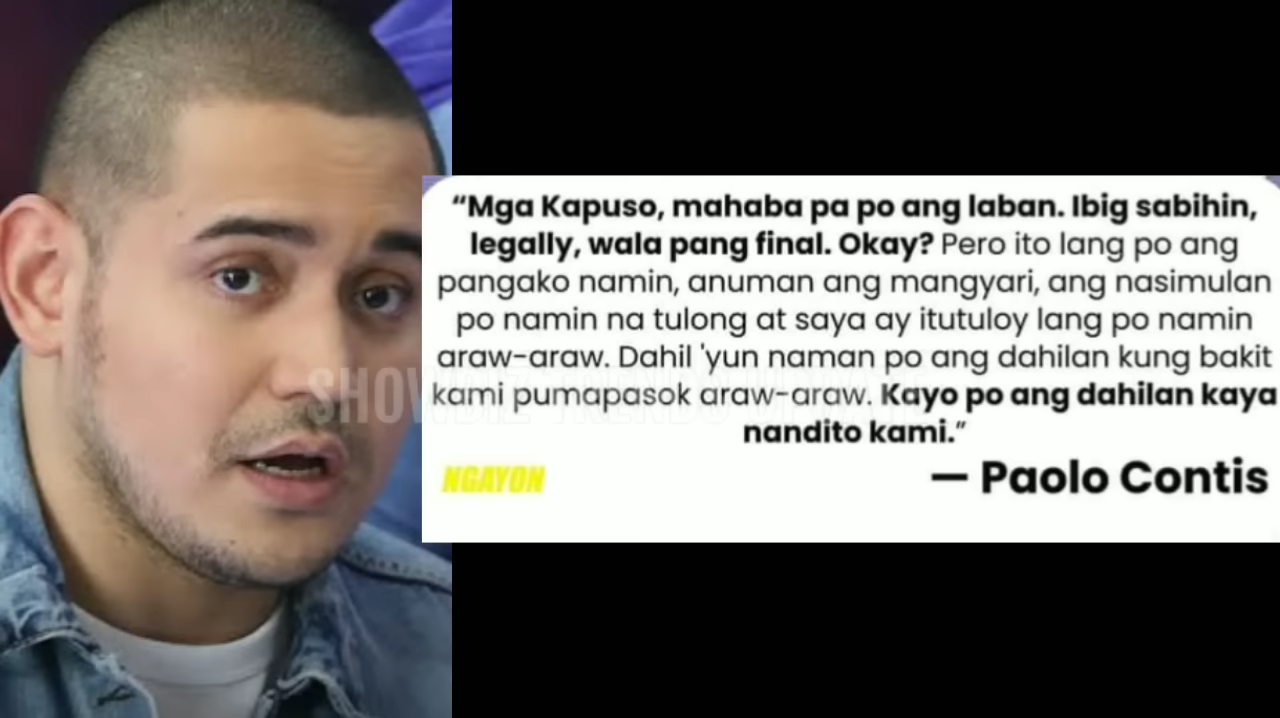 “Mga Kapuso, mahaba pa po ang laban. Ibig sabihin,
legally, wala pang final. Okay? Pero ito lang po ang
pangako namin, anuman ang mangyari, ang nasimulan
po namin na tulong at saya ay itutuloy lang po namin
araw-araw. Dahil 'yun naman po ang dahilan kung bakit
kami pumapasok araw-araw. Kayo po ang dahilan kaya
nandito kami.”
NGAYON
— Paolo Contis